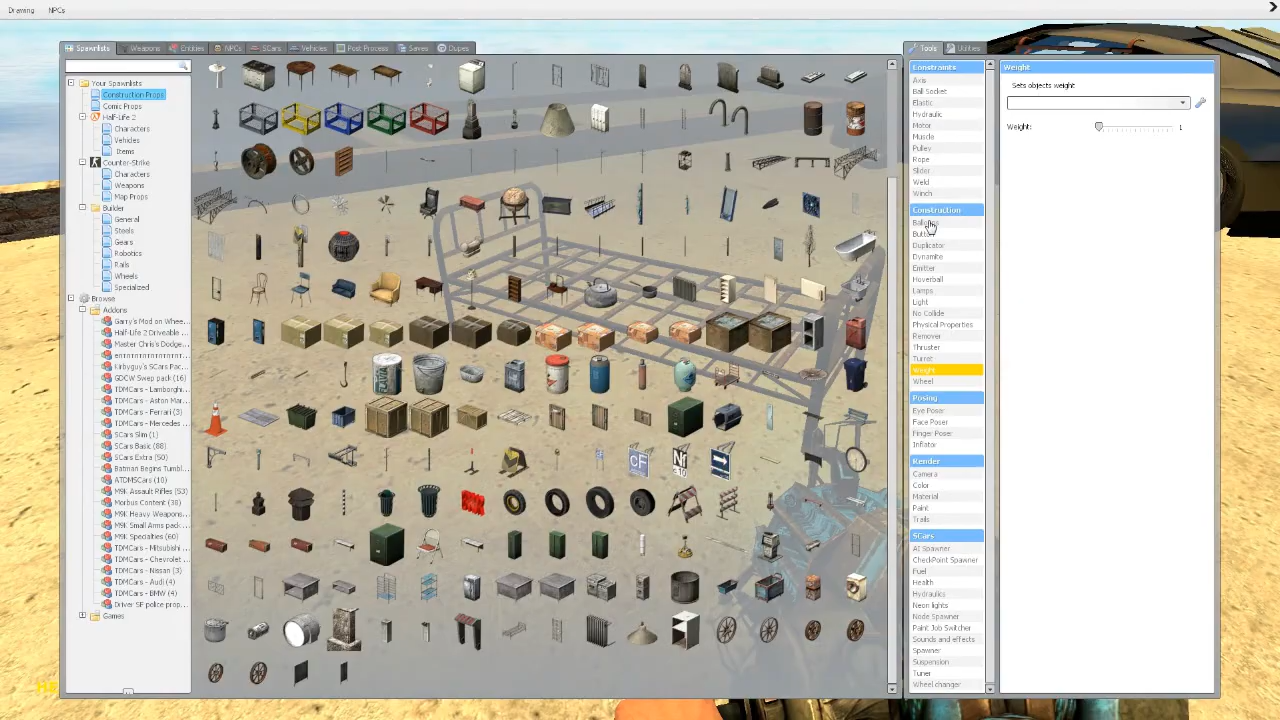 Drawing NPCs
Spawnlists Weapons Entities NPCs SCars Vehicles Post Process Saves Dupes
Your Spawnlists
Construction Props
Comic Props
Half-Life 2
Characters
Vehicles
Items
Counter-Strike
Characters
Weapons
Map Props
Builder
General
Steels
Gears
Robotics
Rails
Wheels
Specialized
Browse
Addons
Garry's Mod on Whee...
Half-Life 2 Driveable ...
Master Chris's Dodge...
Kirbyguy's SCars Pac...
GDCW Swep pack (16)
TDMCars - Lamborghi...
TDMCars - Aston Mar...
TDMCars - Ferrari (3)
TDMCars - Mercedes ...
SCars Slim (1)
SCars Basic (88)
SCars Extra (50)
Batman Begins Tumbl...
ATDMSCars (10)
M9K Assault Rifles (53)
Morbus Content (30)
M9K Heavy Weapons...
M9K Small Arms pack...
M9K Specialties (60)
TDMCars - Mitsubishi ...
TDMCars - Chevrolet ...
TDMCars - Nissan (3)
TDMCars - Audi (4)
TDMCars - BMW (4)
Driver SF police prop...
Games
CF
Tools Utilities
Constraints
Axis
Ball Socket
Elastic
Hydraulic
Motor
Muscle
Pulley
Rope
Slider
Weld
Winch
Construction
Balloons
Button
Duplicator
Dynamite
Emitter
Hoverball
Lamps
Light
No Collide
Physical Properties
Remover
Thruster
Turret
Weight
Wheel
Posing
Eye Poser
Face Poser
Finger Poser
Inflator
Render
Camera
Color
Material
Paint
Trails
SCars
AI Spawner
CheckPoint Spawner
Fuel
Health
Hydraulics
Neon lights
Node Spawner
Paint Job Switcher
Sounds and effects
Spawner
Suspension
Tuner
Wheel changer
Weight
Sets objects weight
Weight: 1